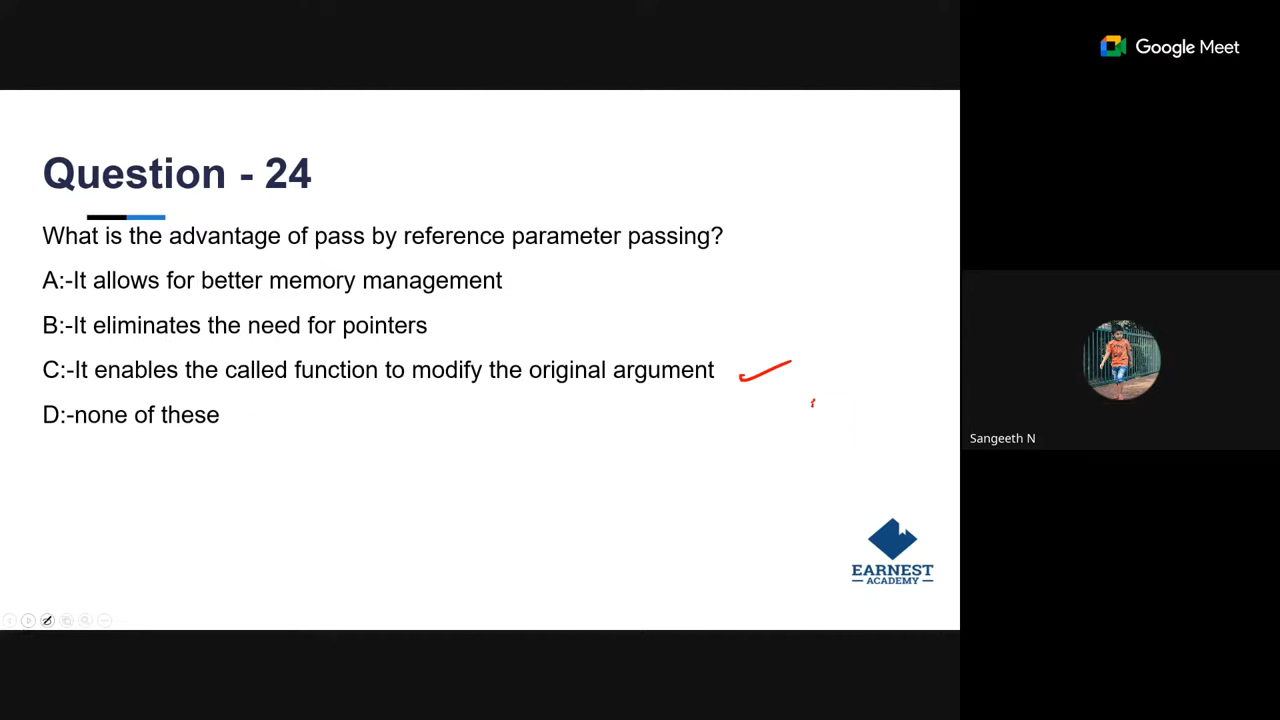 Google Meet
Question - 24
What is the advantage of pass by reference parameter passing?
A:-It allows for better memory management
B:-It eliminates the need for pointers
C:-It enables the called function to modify the original argument
D:-none of these
Sangeeth N
EARNEST
ACADEMY